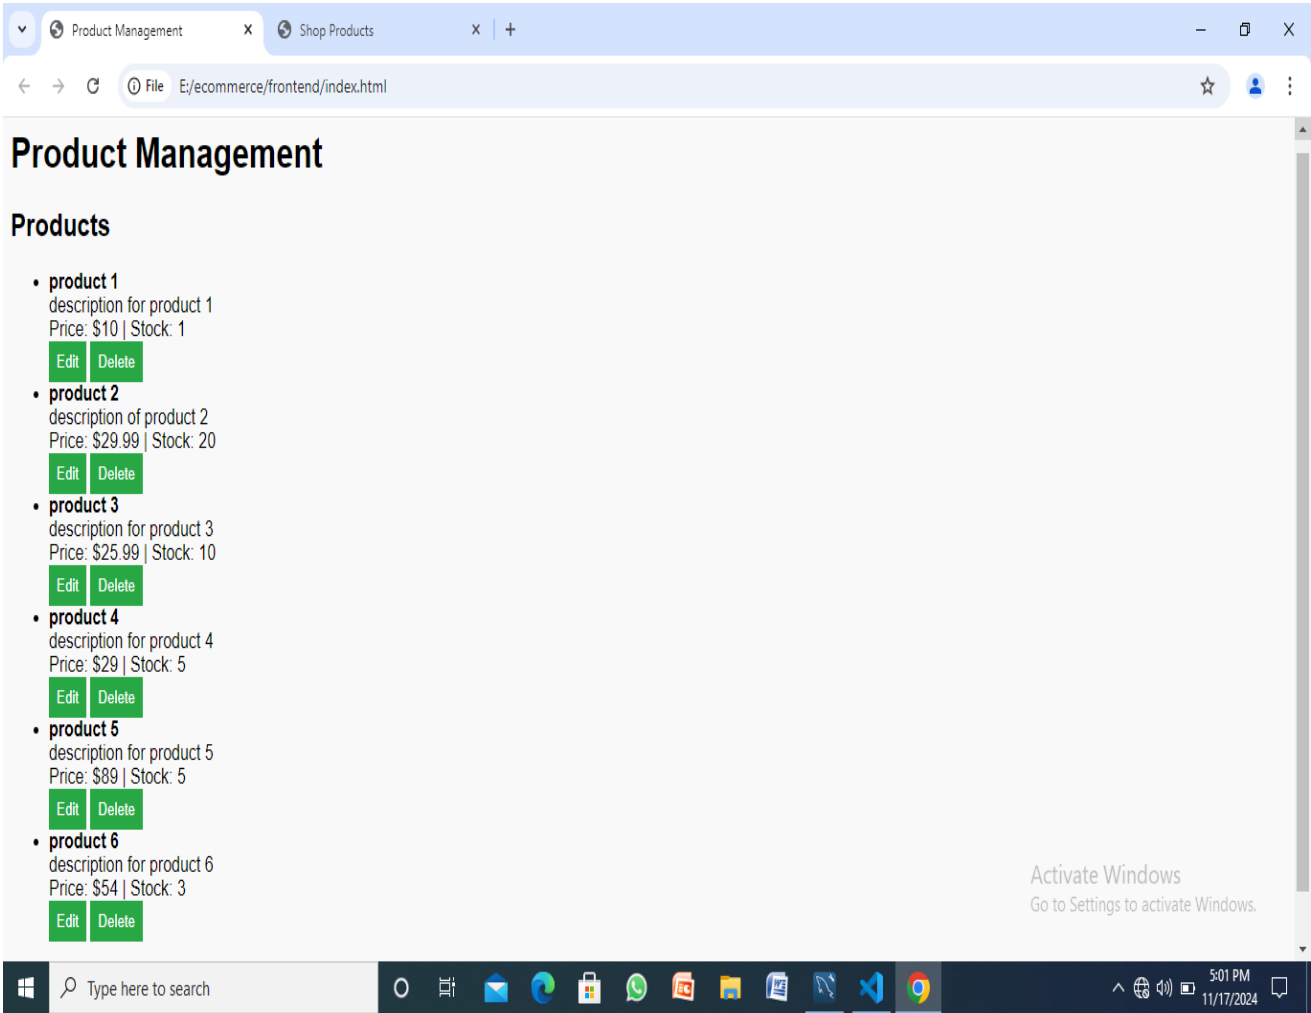 Product Management
Shop Products
File E:/ecommerce/frontend/index.html
Product Management
Products
product 1
description for product 1
Price: $10 | Stock: 1
Edit Delete
product 2
description of product 2
Price: $29.99 | Stock: 20
Edit Delete
product 3
description for product 3
Price: $25.99 | Stock: 10
Edit Delete
product 4
description for product 4
Price: $29 | Stock: 5
Edit Delete
product 5
description for product 5
Price: $89 | Stock: 5
Edit Delete
product 6
description for product 6
Price: $54 | Stock: 3
Edit Delete
Activate Windows
Go to Settings to activate Windows.
Type here to search
5:01 PM
11/17/2024